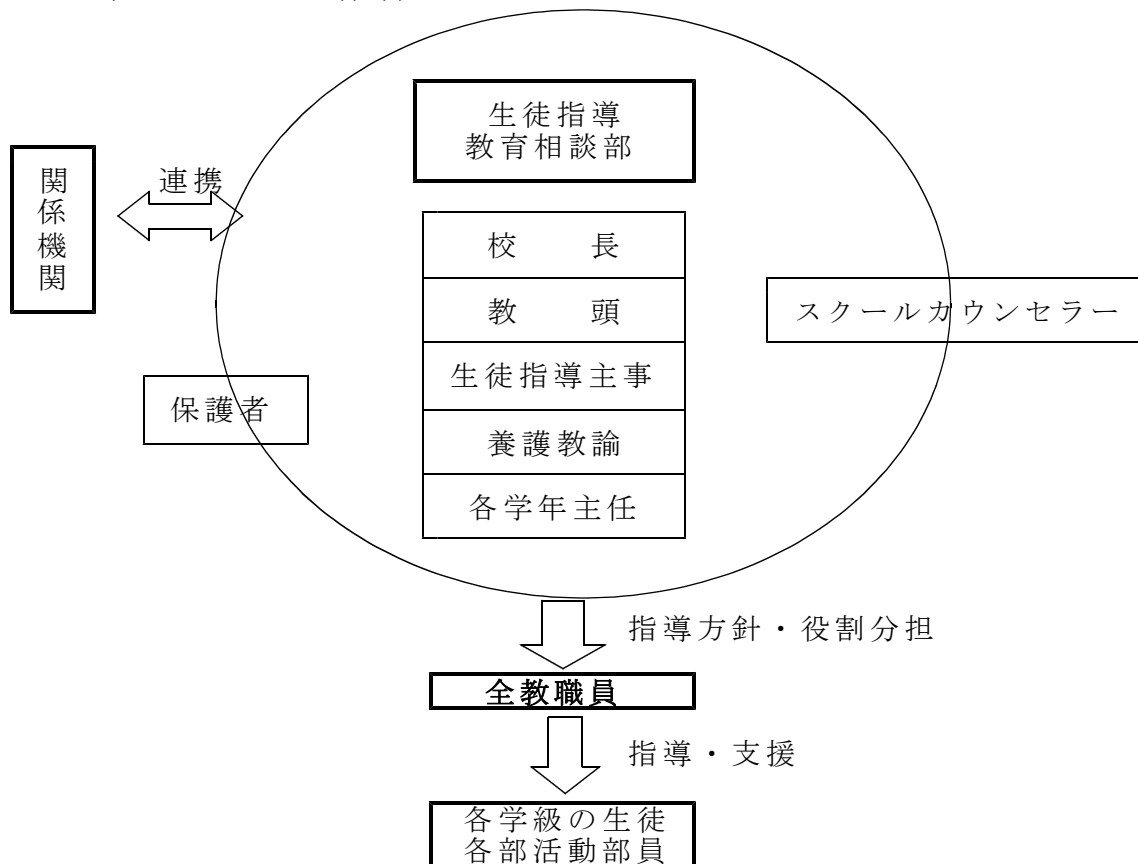 生徒指導
教育相談部
関係機関
連携
校　　長
教　　頭
スクールカウンセラー
生徒指導主事
保護者
養護教諭
各学年主任
指導方針・役割分担
全教職員
指導・支援
各学級の生徒
各部活動部員